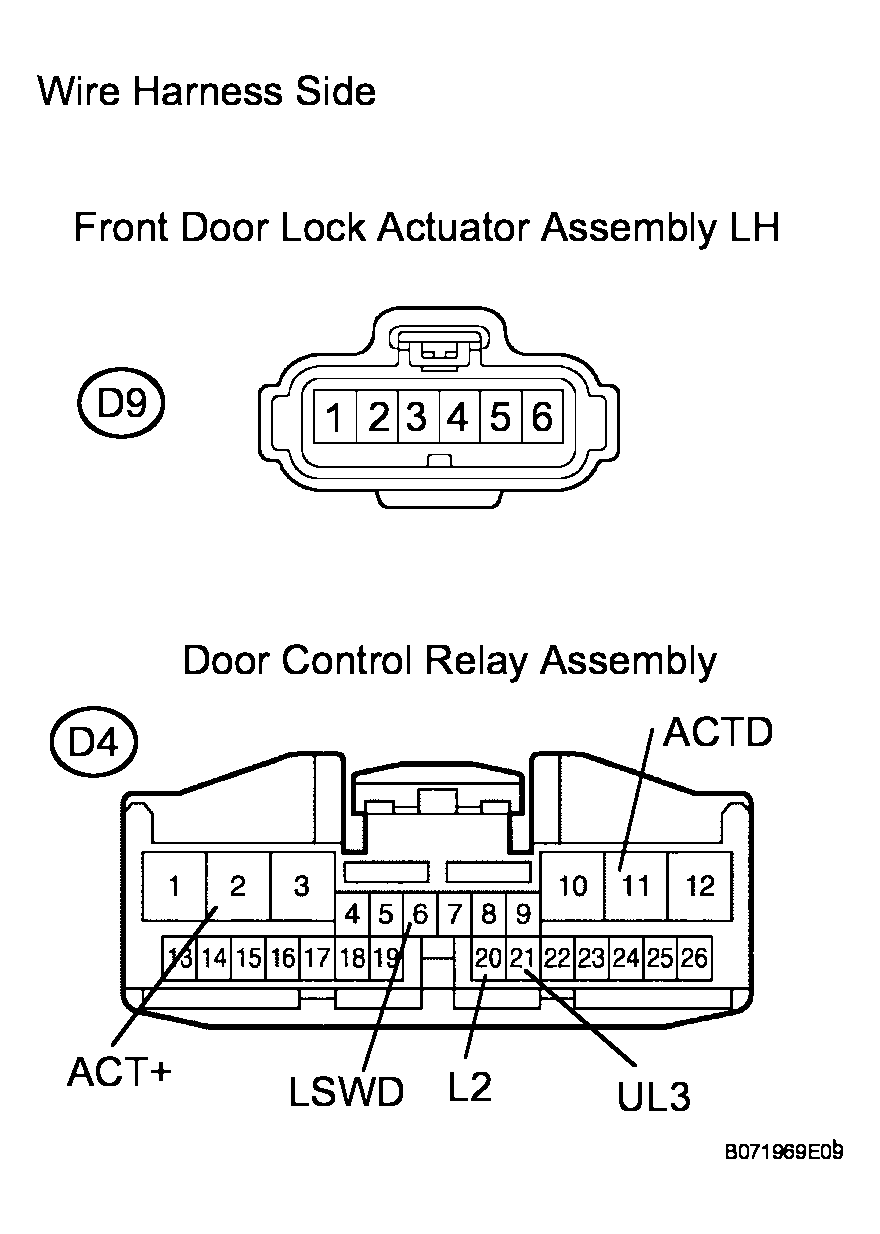 Wire Harness Side
Front Door Lock Actuator Assembly LH
D9
1 2 3 4 5 6
Door Control Relay Assembly
D4
ACTD
1 2 3 10 11 12
4 5 6 7 8 9
13 14 15 16 17 18 19 20 21 22 23 24 25 26
ACT+
LSWD
L2
UL3
B071969E09